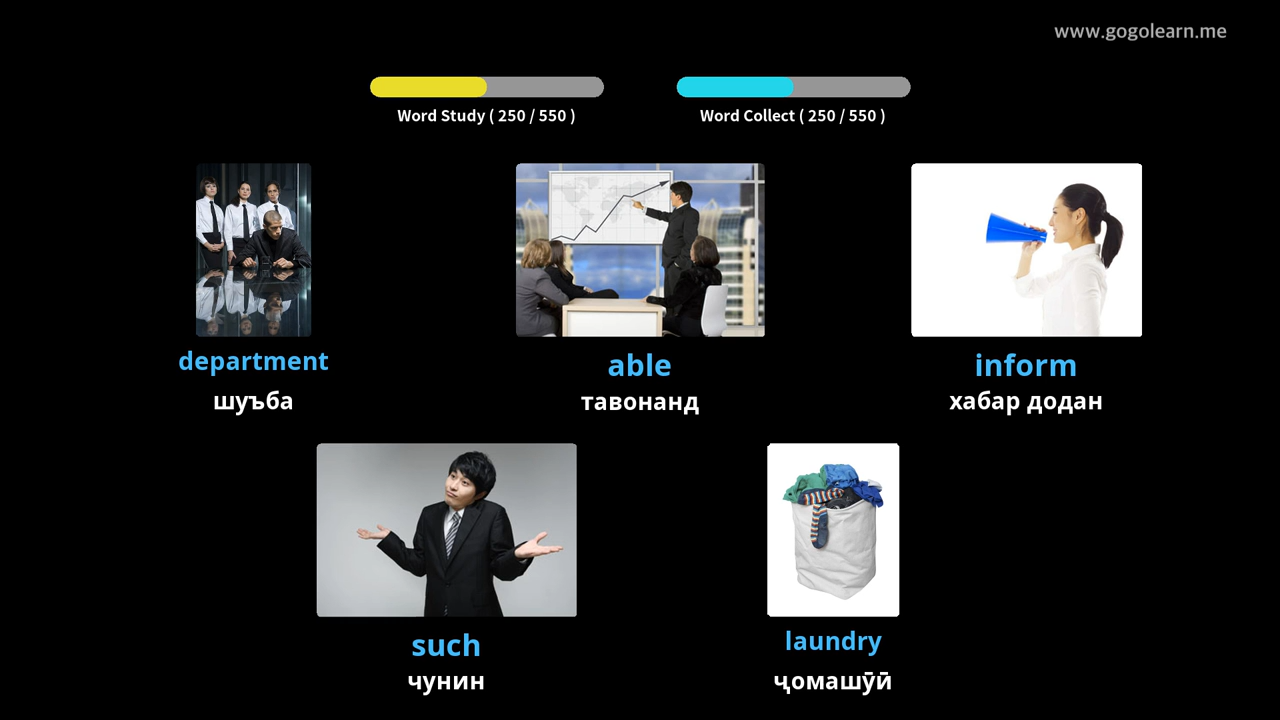 www.gogolearn.me
Word Study ( 250 / 550 )
Word Collect ( 250 / 550 )
department
шуъба
able
тавонанд
inform
хабар додан
such
чунин
laundry
ҷомашӯӣ